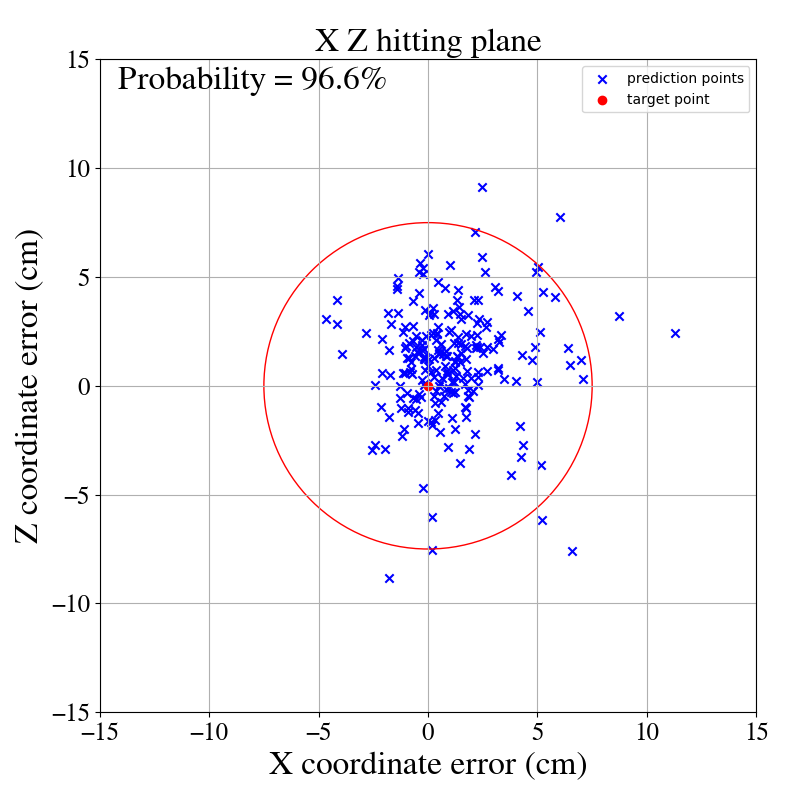 X Z hitting plane
Probability = 96.6%
prediction points
target point
Z coordinate error (cm)
15
10
5
0
−5
−10
−15
−15
−10
−5
0
5
10
15
X coordinate error (cm)